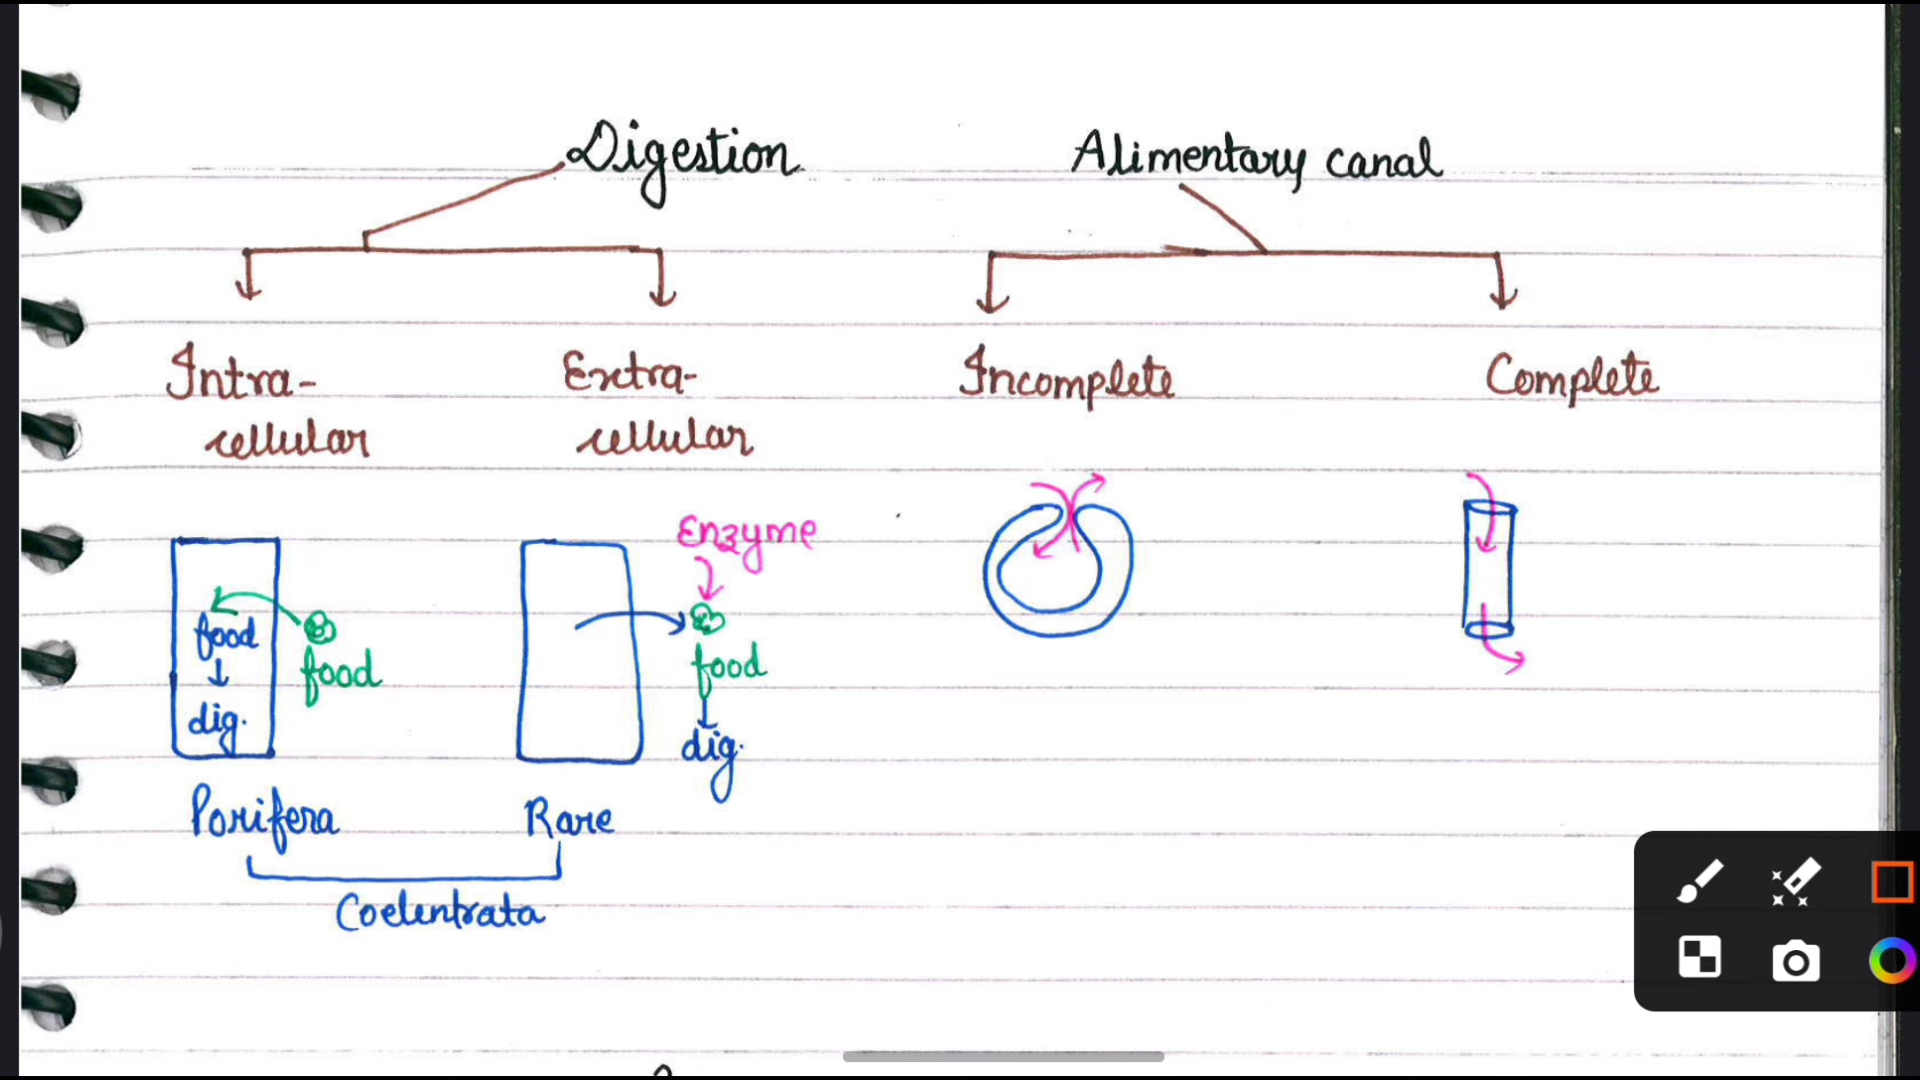 Digestion
Alimentary canal
Intra-
cellular
Extra-
cellular
Incomplete
Complete
food
dig.
food
Enzyme
food
dig.
Porifera
Rare
Coelentrata